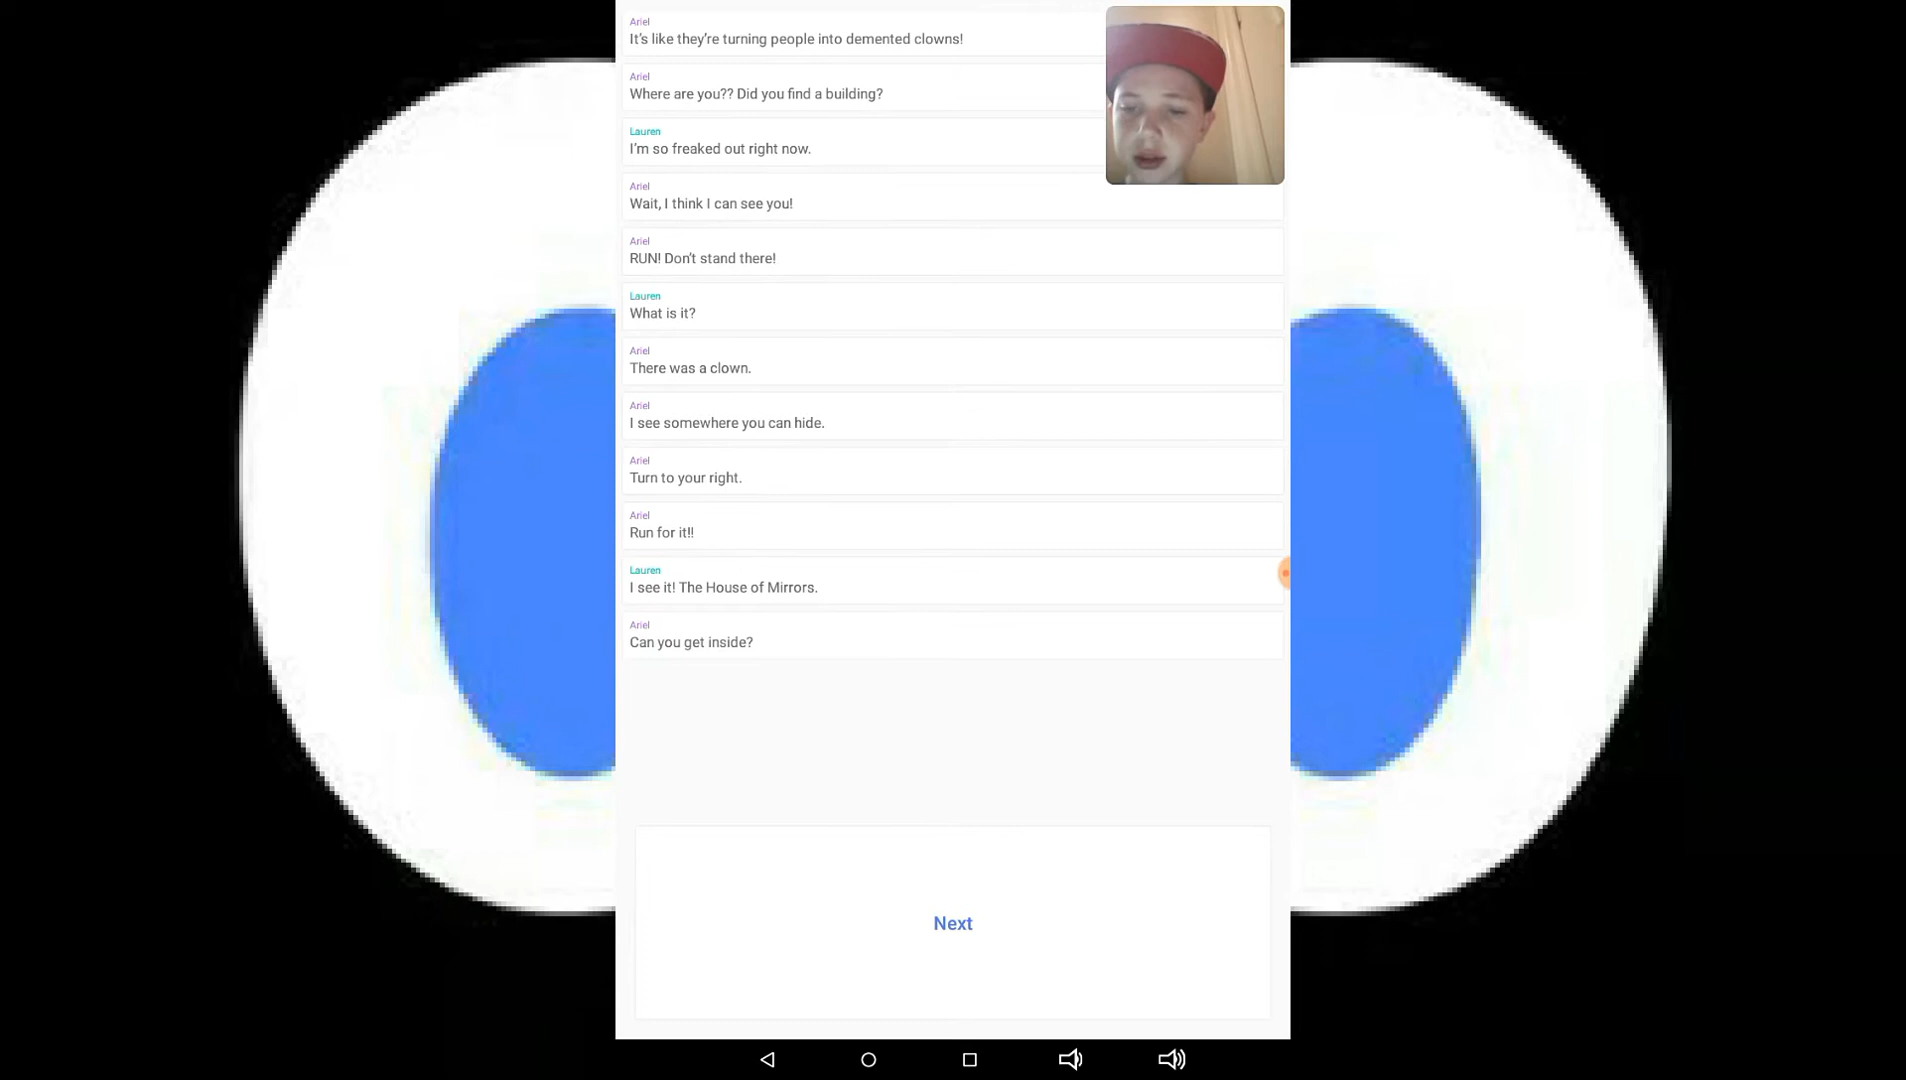 Ariel
It's like they're turning people into demented clowns!
Ariel
Where are you?? Did you find a building?
Lauren
I'm so freaked out right now.
Ariel
Wait, I think I can see you!
Ariel
RUN! Don't stand there!
Lauren
What is it?
Ariel
There was a clown.
Ariel
I see somewhere you can hide.
Ariel
Turn to your right.
Ariel
Run for it!!
Lauren
I see it! The House of Mirrors.
Ariel
Can you get inside?
Next